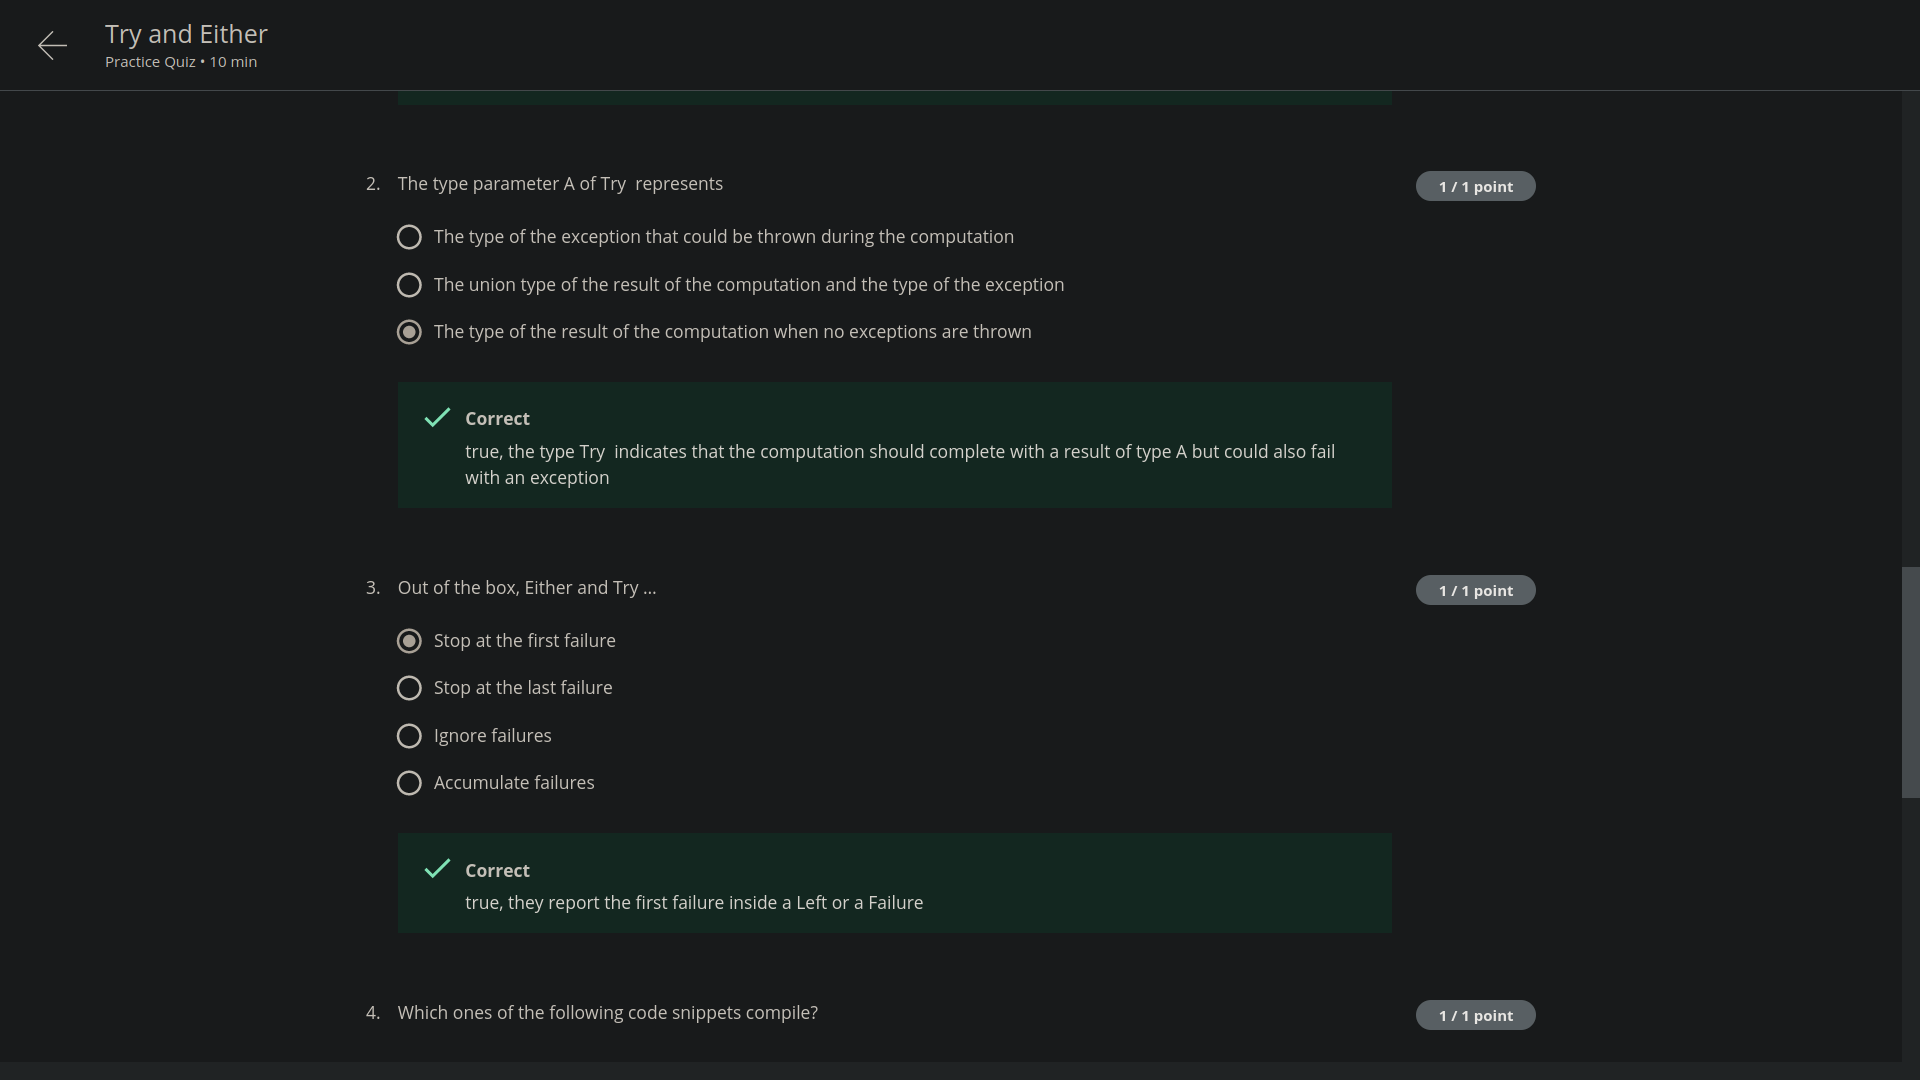 Try and Either
Practice Quiz • 10 min
2. The type parameter A of Try represents
1 / 1 point
The type of the exception that could be thrown during the computation
The union type of the result of the computation and the type of the exception
The type of the result of the computation when no exceptions are thrown
Correct
true, the type Try indicates that the computation should complete with a result of type A but could also fail
with an exception
3. Out of the box, Either and Try ...
1 / 1 point
Stop at the first failure
Stop at the last failure
Ignore failures
Accumulate failures
Correct
true, they report the first failure inside a Left or a Failure
4. Which ones of the following code snippets compile?
1 / 1 point